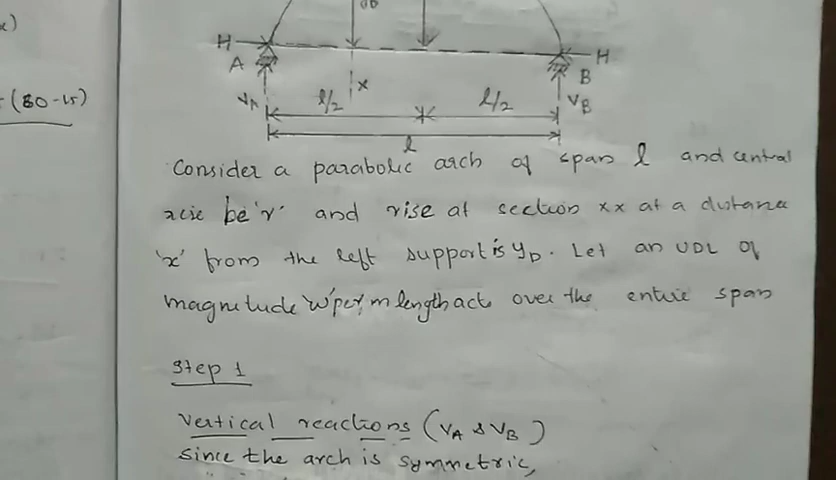 H H
A B
x
VA l/2 l/2 VB
l
(80-15)
Consider a parabolic arch of span l and central
be 'r' and rise at section xx at a distance
'x' from the left support is yD. Let an UDL of
magnitude 'w' per m length acts over the entire span
Step 1
Vertical reactions (VA & VB)
since the arch is symmetric,